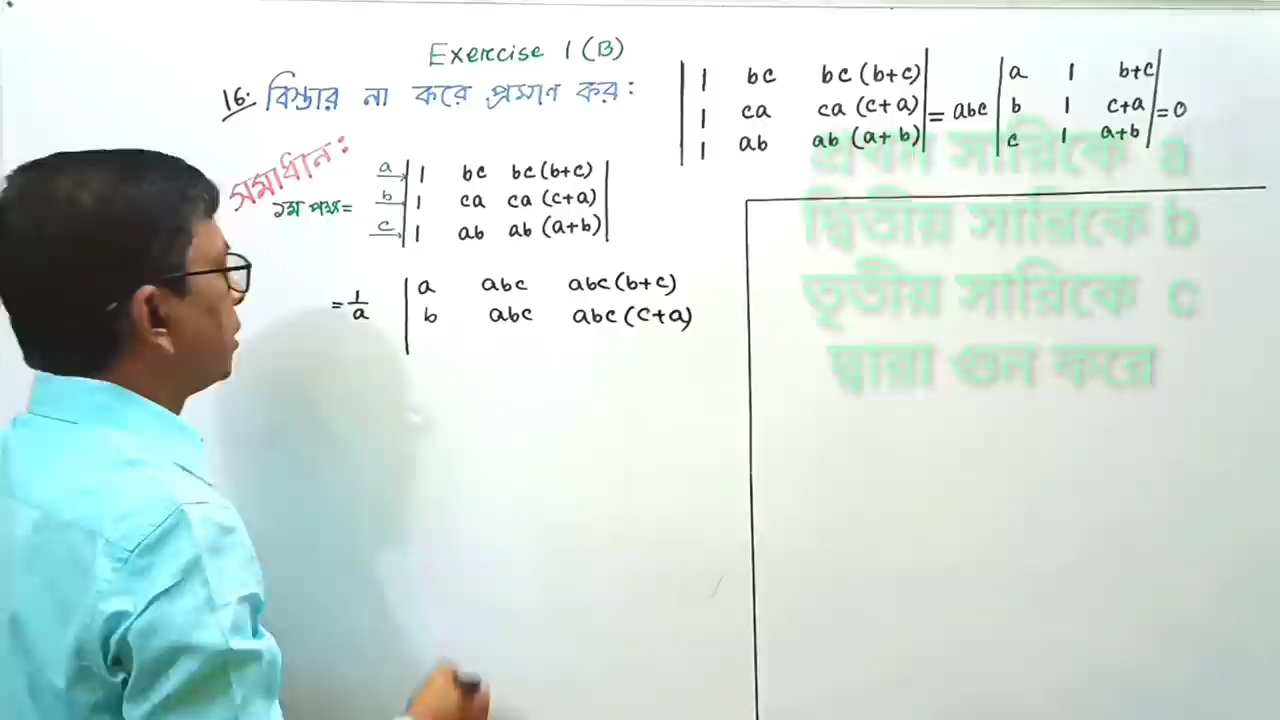 Exercise 1(B)
16. বিস্তার না করে প্রমাণ কর:
| 1 bc bc(b+c) | | a 1 b+c |
| 1 ca ca(c+a) | = abc | b 1 c+a | = 0
| 1 ab ab(a+b) | | c 1 a+b |
সমাধান:
a → | 1 bc bc(b+c) |
১ম পক্ষ = b → | 1 ca ca(c+a) |
c → | 1 ab ab(a+b) |
= 1/a | a abc abc(b+c)
| b abc abc(c+a)
প্রথম সারিকে a
দ্বিতীয় সারিকে b
তৃতীয় সারিকে c
দ্বারা গুন করে